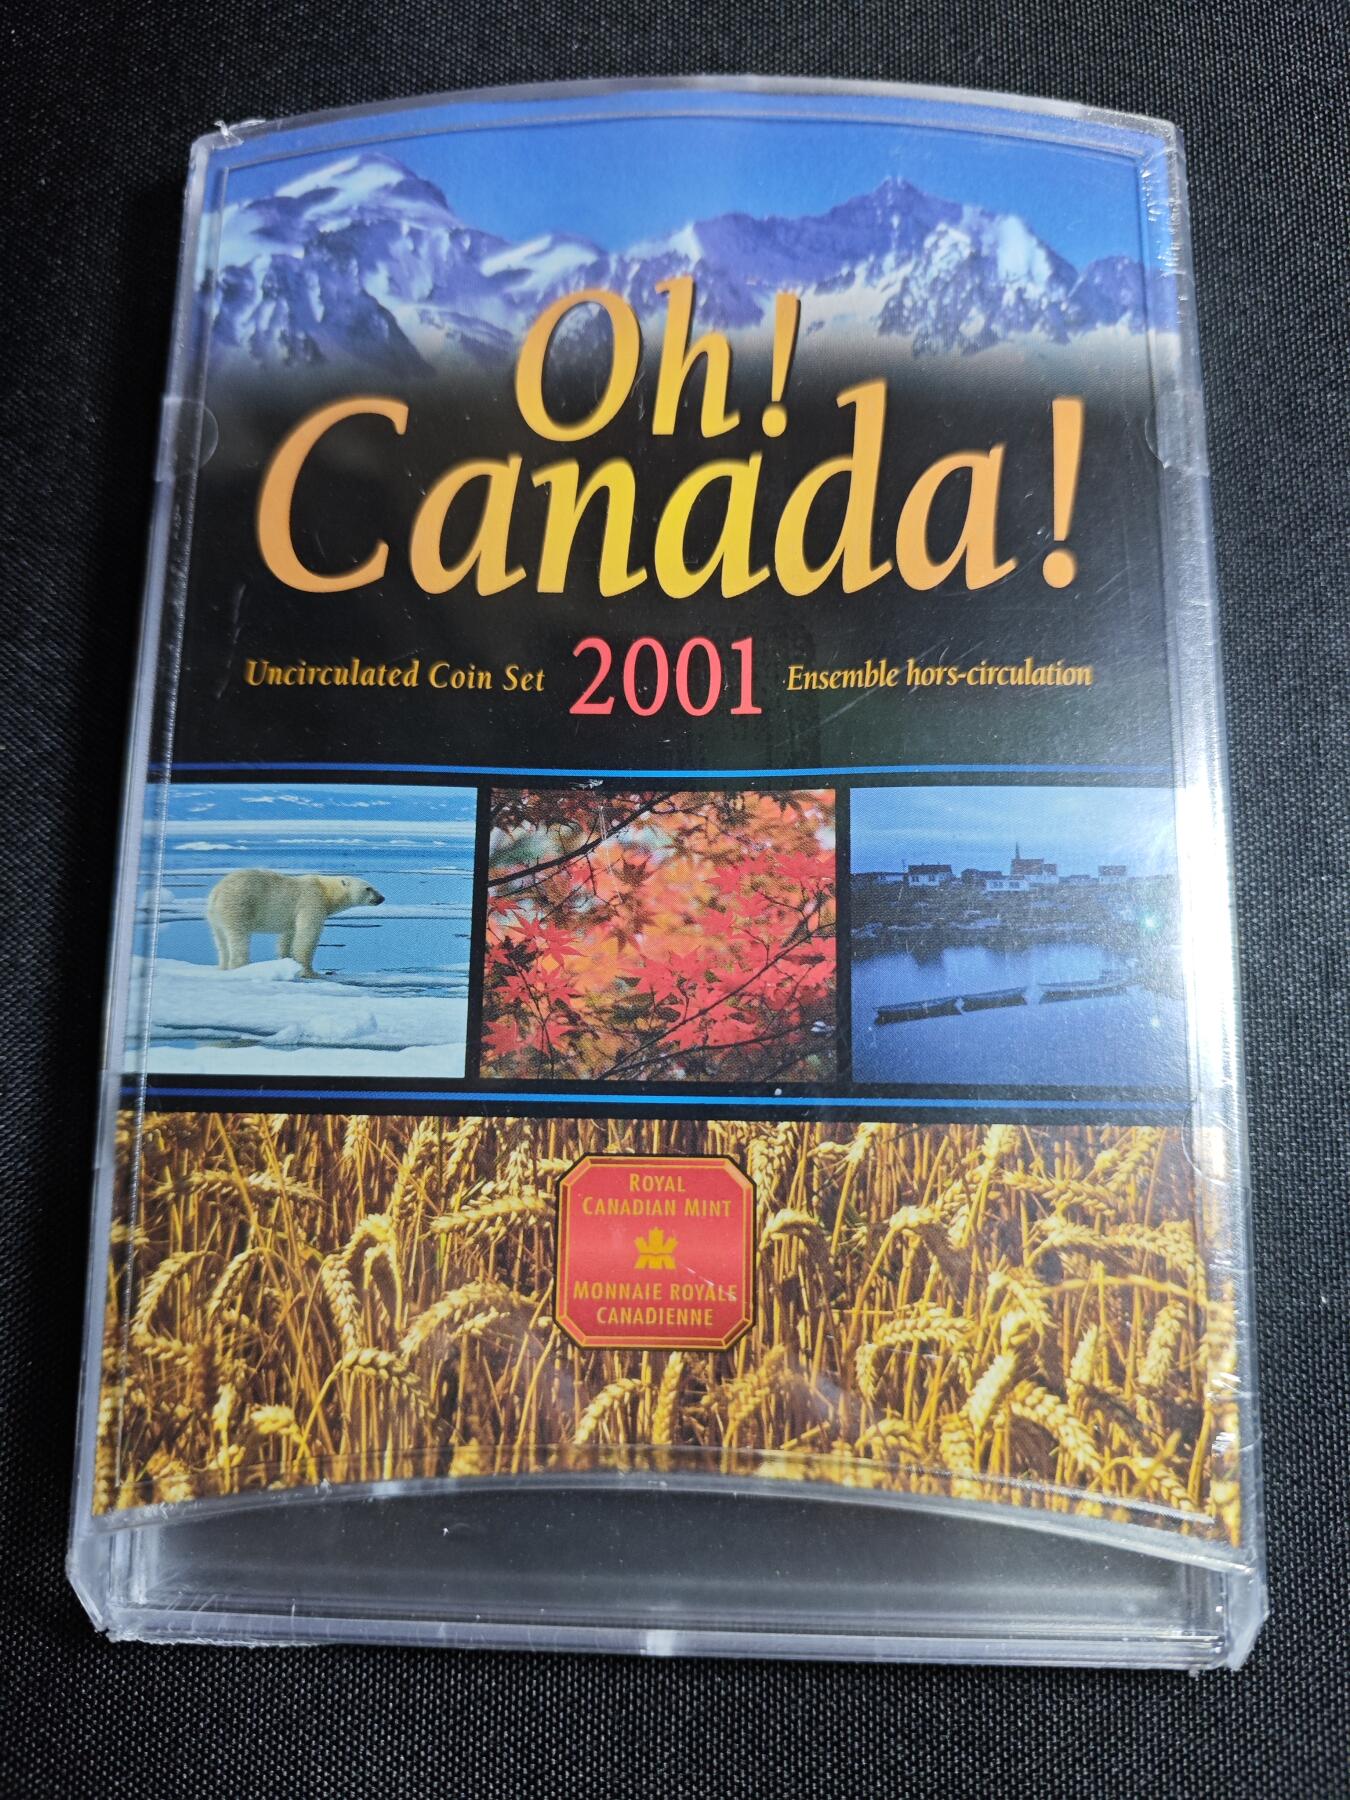 Oh!
Canada!
Uncirculated Coin Set 2001 Ensemble hors-circulation
ROYAL
CANADIAN MINT
MONNAIE ROYALE
CANADIENNE